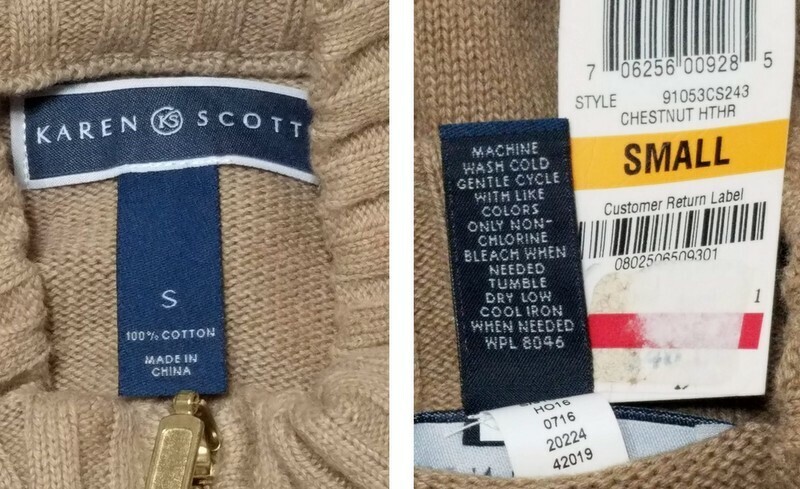 KAREN KS SCOTT
S
100% COTTON
MADE IN
CHINA
7 06256 00928 5
STYLE 91053CS243
CHESTNUT HTHR
SMALL
Customer Return Label
0802506509301
1
MACHINE
WASH COLD
GENTLE CYCLE
WITH LIKE
COLORS
ONLY NON-
CHLORINE
BLEACH WHEN
NEEDED
TUMBLE
DRY LOW
COOL IRON
WHEN NEEDED
WPL 8046
HO16
0716
20224
42019